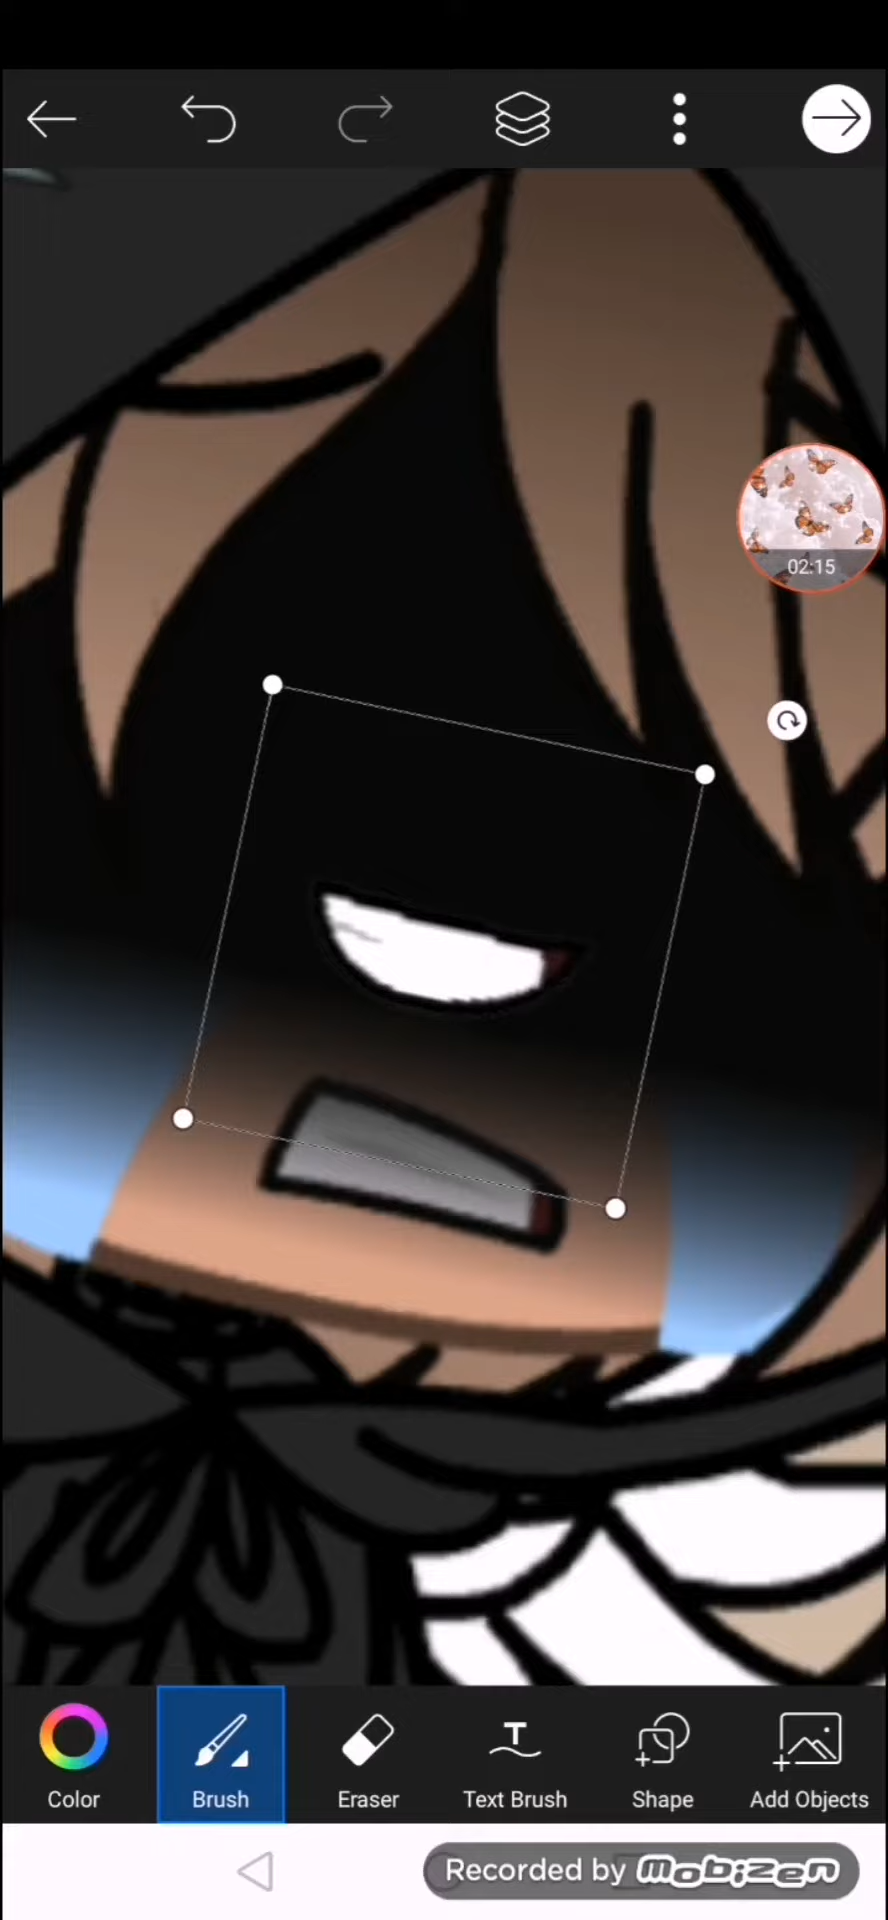 02:15
Color
Brush
Eraser
Text Brush
Shape
Add Objects
Recorded by mobizen